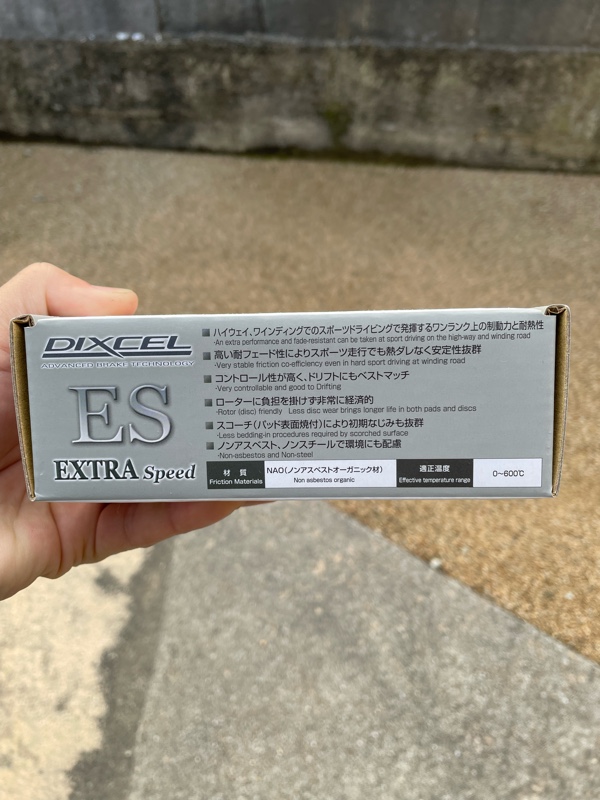 DIXCEL
ADVANCED BRAKE TECHNOLOGY
ES
EXTRA Speed
■ ハイウェイ、ワインディングでのスポーツドライビングで発揮するワンランク上の制動力と耐熱性
-An extra performance and fade-resistant can be taken at sport driving on the high-way and winding road
■ 高い耐フェード性によりスポーツ走行でも熱ダレなく安定性抜群
-Very stable friction co-efficiency even in hard sport driving at winding road
■ コントロール性が高く、ドリフトにもベストマッチ
-Very controllable and good to Drifting
■ ローターに負担を掛けず非常に経済的
-Rotor (disc) friendly Less disc wear brings longer life in both pads and discs
■ スコーチ(パッド表面焼付)により初期なじみも抜群
-Less bedding-in procedures required by scorched surface
■ ノンアスベスト、ノンスチールで環境にも配慮
-Non-asbestos and Non-steel
材 質
Friction Materials
NAO(ノンアスベストオーガニック材)
Non asbestos organic
適正温度
Effective temperature range
0～600℃